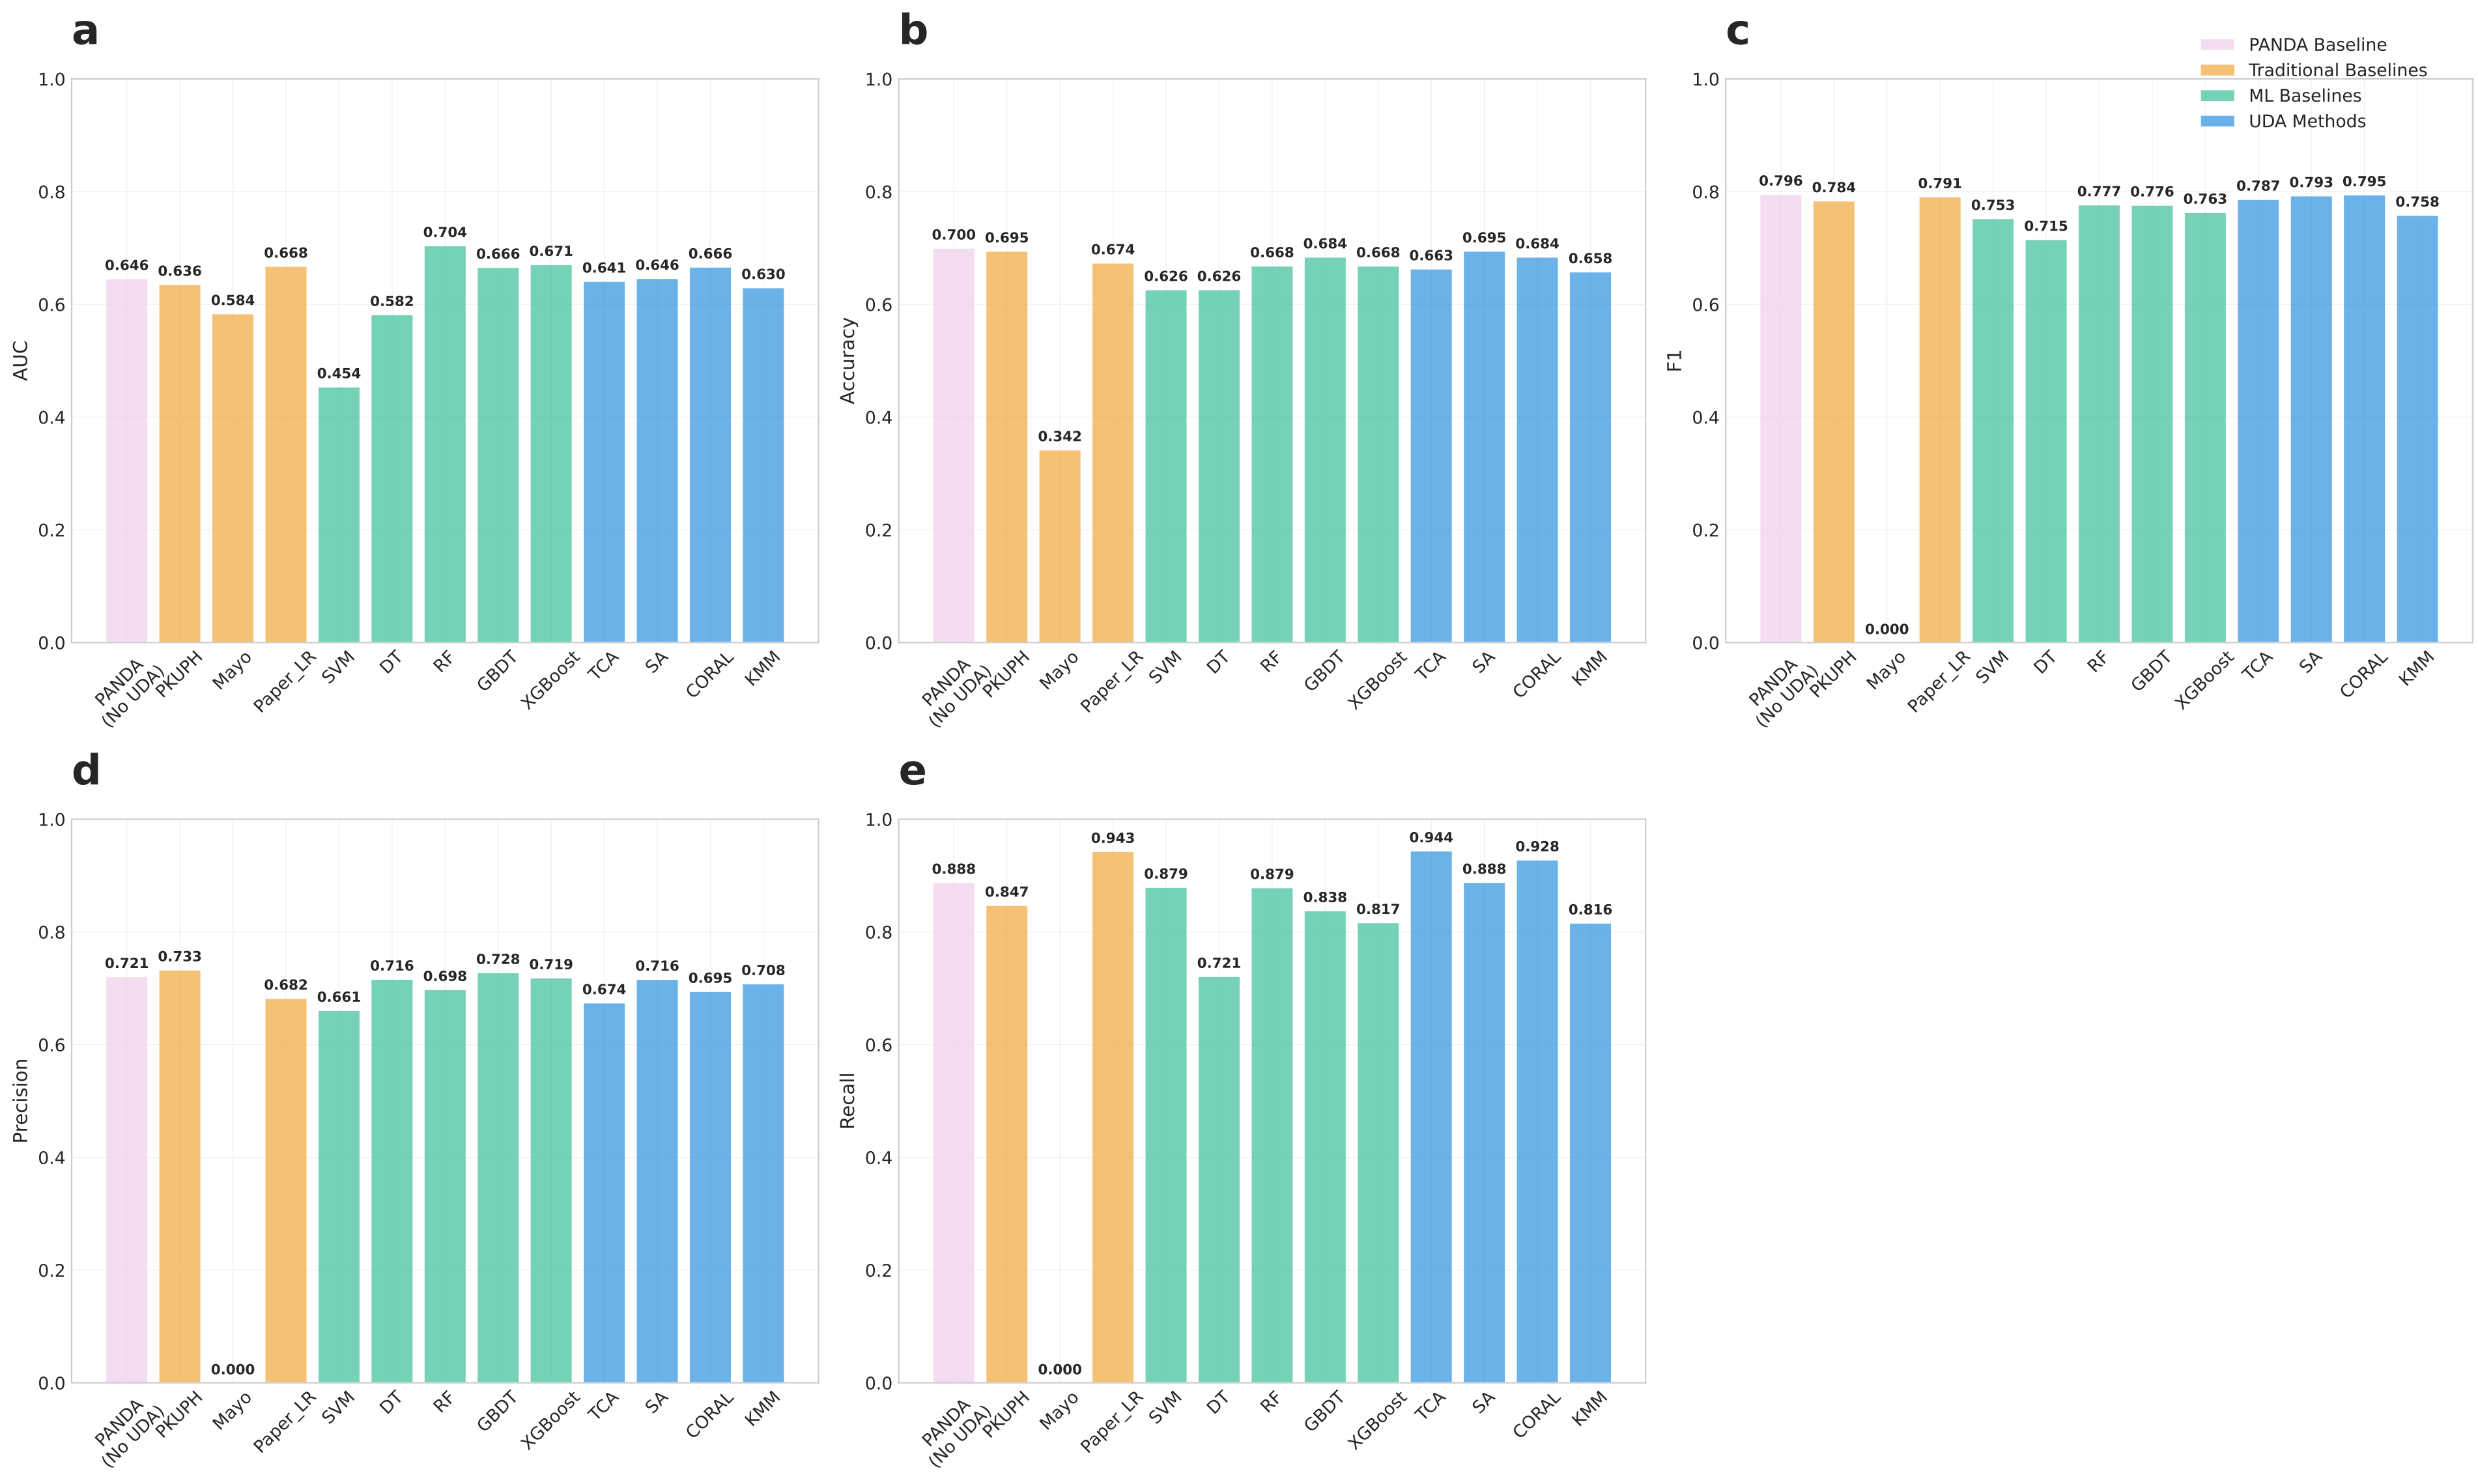 a
1.0
0.8
0.6
0.4
0.2
0.0
AUC
0.646
0.636
0.584
0.668
0.454
0.582
0.704
0.666
0.671
0.641
0.646
0.666
0.630
PANDA
(No UDA)
PKUPH
Mayo
Paper_LR
SVM
DT
RF
GBDT
XGBoost
TCA
SA
CORAL
KMM
b
1.0
0.8
0.6
0.4
0.2
0.0
Accuracy
0.700
0.695
0.342
0.674
0.626
0.626
0.668
0.684
0.668
0.663
0.695
0.684
0.658
PANDA
(No UDA)
PKUPH
Mayo
Paper_LR
SVM
DT
RF
GBDT
XGBoost
TCA
SA
CORAL
KMM
c
PANDA Baseline
Traditional Baselines
ML Baselines
UDA Methods
1.0
0.8
0.6
0.4
0.2
0.0
F1
0.796
0.784
0.000
0.791
0.753
0.715
0.777
0.776
0.763
0.787
0.793
0.795
0.758
PANDA
(No UDA)
PKUPH
Mayo
Paper_LR
SVM
DT
RF
GBDT
XGBoost
TCA
SA
CORAL
KMM
d
1.0
0.8
0.6
0.4
0.2
0.0
Precision
0.721
0.733
0.000
0.682
0.661
0.716
0.698
0.728
0.719
0.674
0.716
0.695
0.708
PANDA
(No UDA)
PKUPH
Mayo
Paper_LR
SVM
DT
RF
GBDT
XGBoost
TCA
SA
CORAL
KMM
e
1.0
0.8
0.6
0.4
0.2
0.0
Recall
0.888
0.847
0.000
0.943
0.879
0.721
0.879
0.838
0.817
0.944
0.888
0.928
0.816
PANDA
(No UDA)
PKUPH
Mayo
Paper_LR
SVM
DT
RF
GBDT
XGBoost
TCA
SA
CORAL
KMM